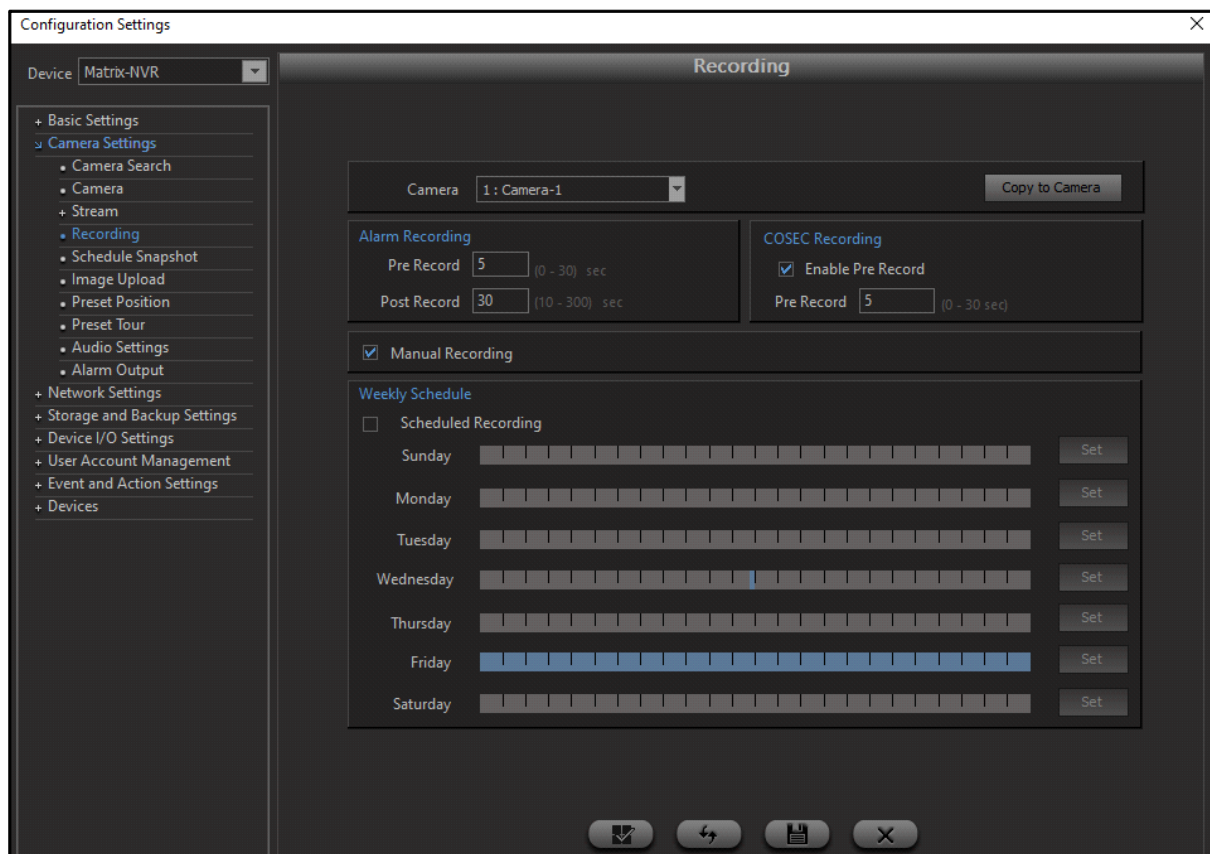 Configuration Settings
Device Matrix-NVR
+ Basic Settings
Camera Settings
Camera Search
Camera
+ Stream
Recording
Schedule Snapshot
Image Upload
Preset Position
Preset Tour
Audio Settings
Alarm Output
+ Network Settings
+ Storage and Backup Settings
+ Device I/O Settings
+ User Account Management
+ Event and Action Settings
+ Devices
Recording
Camera 1 : Camera-1 Copy to Camera
Alarm Recording
Pre Record 5 (0 - 30) sec
Post Record 30 (10 - 300) sec
COSEC Recording
Enable Pre Record
Pre Record 5 (0 - 30 sec)
Manual Recording
Weekly Schedule
Scheduled Recording
Sunday Set
Monday Set
Tuesday Set
Wednesday Set
Thursday Set
Friday Set
Saturday Set